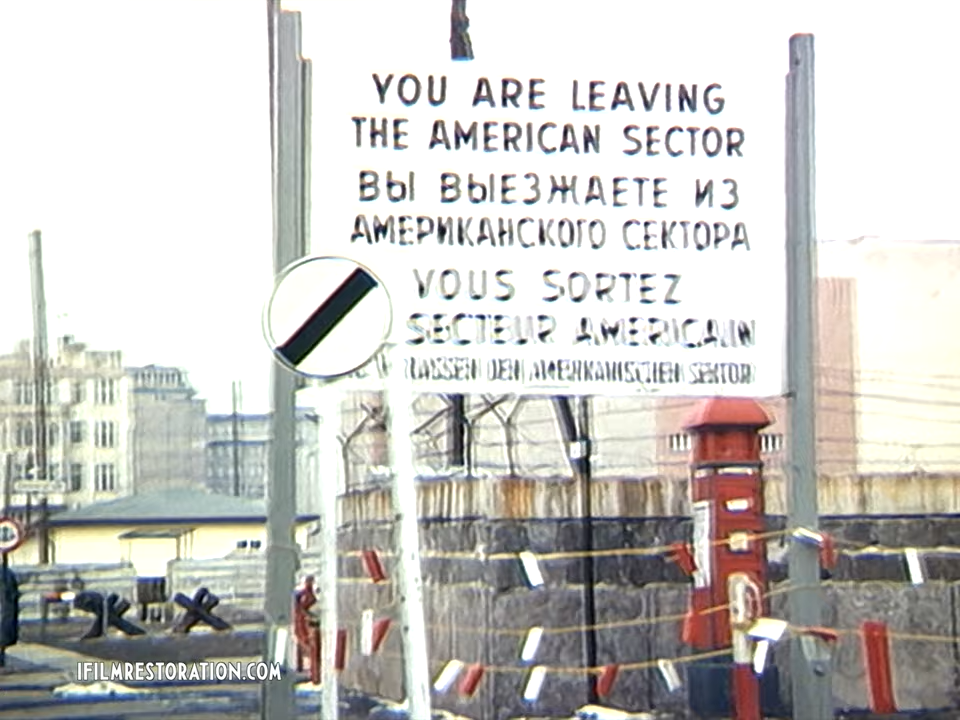 YOU ARE LEAVING
THE AMERICAN SECTOR
ВЫ ВЫЕЗЖАЕТЕ ИЗ
АМЕРИКАНСКОГО СЕКТОРА
VOUS SORTEZ
SECTEUR AMERICAIN
LASSEN DEN AMERIKANISCHEN SEKTOR
IFILMRESTORATION.COM